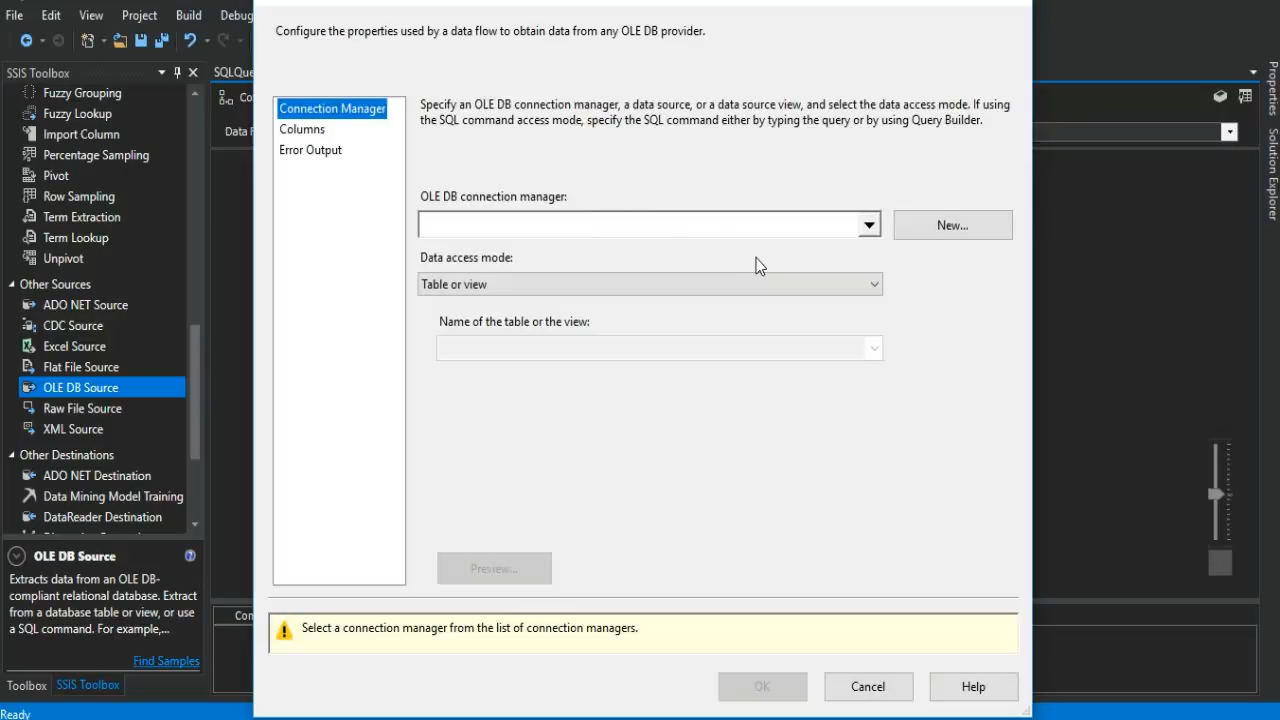 File Edit View Project Build Debug
SSIS Toolbox
Fuzzy Grouping
Fuzzy Lookup
Import Column
Percentage Sampling
Pivot
Row Sampling
Term Extraction
Term Lookup
Unpivot
Other Sources
ADO NET Source
CDC Source
Excel Source
Flat File Source
OLE DB Source
Raw File Source
XML Source
Other Destinations
ADO NET Destination
Data Mining Model Training
DataReader Destination
OLE DB Source
Extracts data from an OLE DB-
compliant relational database. Extract
from a database table or view, or use
a SQL command. For example,...
Find Samples
Toolbox SSIS Toolbox
Ready
SQLQue
Co
Data F
Con
Configure the properties used by a data flow to obtain data from any OLE DB provider.
Connection Manager
Columns
Error Output
Specify an OLE DB connection manager, a data source, or a data source view, and select the data access mode. If using
the SQL command access mode, specify the SQL command either by typing the query or by using Query Builder.
OLE DB connection manager:
New...
Data access mode:
Table or view
Name of the table or the view:
Preview...
Select a connection manager from the list of connection managers.
OK Cancel Help
Properties
Solution Explorer